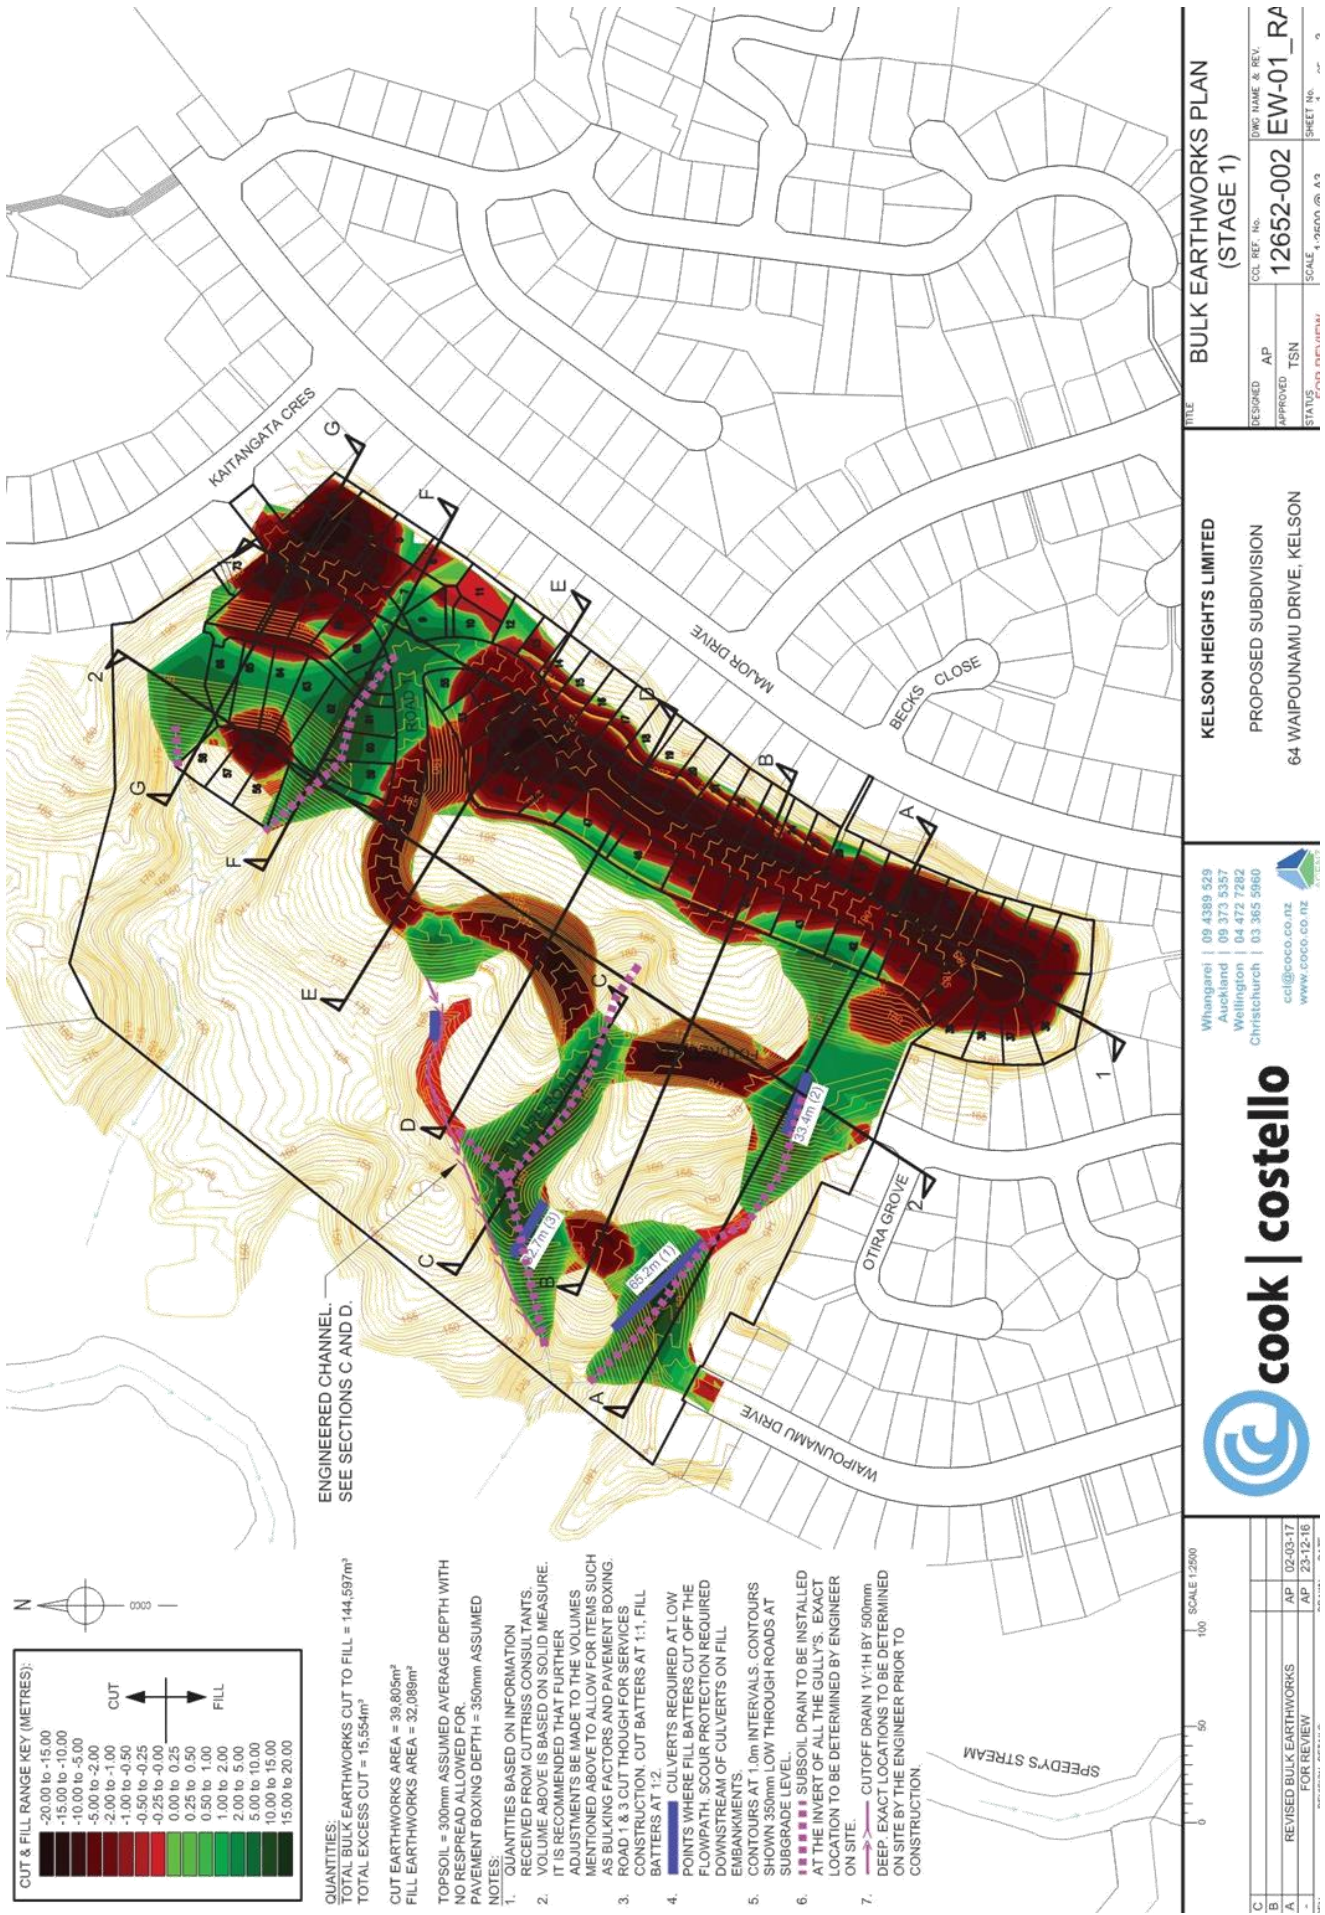 CUT & FILL RANGE KEY (METRES):
-20.00 to -15.00
-15.00 to -10.00
-10.00 to -5.00
-5.00 to -2.00
-2.00 to -1.00
-1.00 to -0.50
-0.50 to -0.25
-0.25 to -0.00
0.00 to 0.25
0.25 to 0.50
0.50 to 1.00
1.00 to 2.00
2.00 to 5.00
5.00 to 10.00
10.00 to 15.00
15.00 to 20.00
CUT
FILL
N
QUANTITIES:
TOTAL BULK EARTHWORKS CUT TO FILL = 144,597m³
TOTAL EXCESS CUT = 15,554m³
CUT EARTHWORKS AREA = 39,805m²
FILL EARTHWORKS AREA = 32,089m²
TOPSOIL = 300mm ASSUMED AVERAGE DEPTH WITH
NO RESPREAD ALLOWED FOR.
PAVEMENT BOXING DEPTH = 350mm ASSUMED
NOTES:
1. QUANTITIES BASED ON INFORMATION
RECEIVED FROM CUTTRISS CONSULTANTS.
2. VOLUME ABOVE IS BASED ON SOLID MEASURE.
IT IS RECOMMENDED THAT FURTHER
ADJUSTMENTS BE MADE TO THE VOLUMES
MENTIONED ABOVE TO ALLOW FOR ITEMS SUCH
AS BULKING FACTORS AND PAVEMENT BOXING.
3. ROAD 1 & 3 CUT THOUGH FOR SERVICES
CONSTRUCTION. CUT BATTERS AT 1:1, FILL
BATTERS AT 1:2.
4. CULVERTS REQUIRED AT LOW
POINTS WHERE FILL BATTERS CUT OFF THE
FLOWPATH. SCOUR PROTECTION REQUIRED
DOWNSTREAM OF CULVERTS ON FILL
EMBANKMENTS.
5. CONTOURS AT 1.0m INTERVALS. CONTOURS
SHOWN 350mm LOW THROUGH ROADS AT
SUBGRADE LEVEL.
6. SUBSOIL DRAIN TO BE INSTALLED
AT THE INVERT OF ALL THE GULLY'S. EXACT
LOCATION TO BE DETERMINED BY ENGINEER
ON SITE.
7. CUTOFF DRAIN 1V:1H BY 500mm
DEEP. EXACT LOCATIONS TO BE DETERMINED
ON SITE BY THE ENGINEER PRIOR TO
CONSTRUCTION.
ENGINEERED CHANNEL.
SEE SECTIONS C AND D.
KAITANGATA CRES
MAJOR DRIVE
BECKS CLOSE
OTIRA GROVE
WAIPOUNAMU DRIVE
SPEEDY'S STREAM
ROAD
65.2m (1)
33.4m (2)
2.7m (3)
A
A
B
B
C
C
D
D
E
E
F
F
G
G
1
2
2
SCALE 1:2500
0 50 100
C
B
A REVISED BULK EARTHWORKS AP 02-03-17
- FOR REVIEW AP 23-12-16
cook | costello
Whangarei | 09 4389 529
Auckland | 09 373 5357
Wellington | 04 472 7282
Christchurch | 03 365 5960
ccl@coco.co.nz
www.coco.co.nz
KELSON HEIGHTS LIMITED
PROPOSED SUBDIVISION
64 WAIPOUNAMU DRIVE, KELSON
TITLE
BULK EARTHWORKS PLAN
(STAGE 1)
DESIGNED
AP
APPROVED
TSN
STATUS
FOR REVIEW
CCL REF. No.
12652-002
SCALE
1:2500 @ A3
DWG NAME & REV.
EW-01_RA
SHEET No.